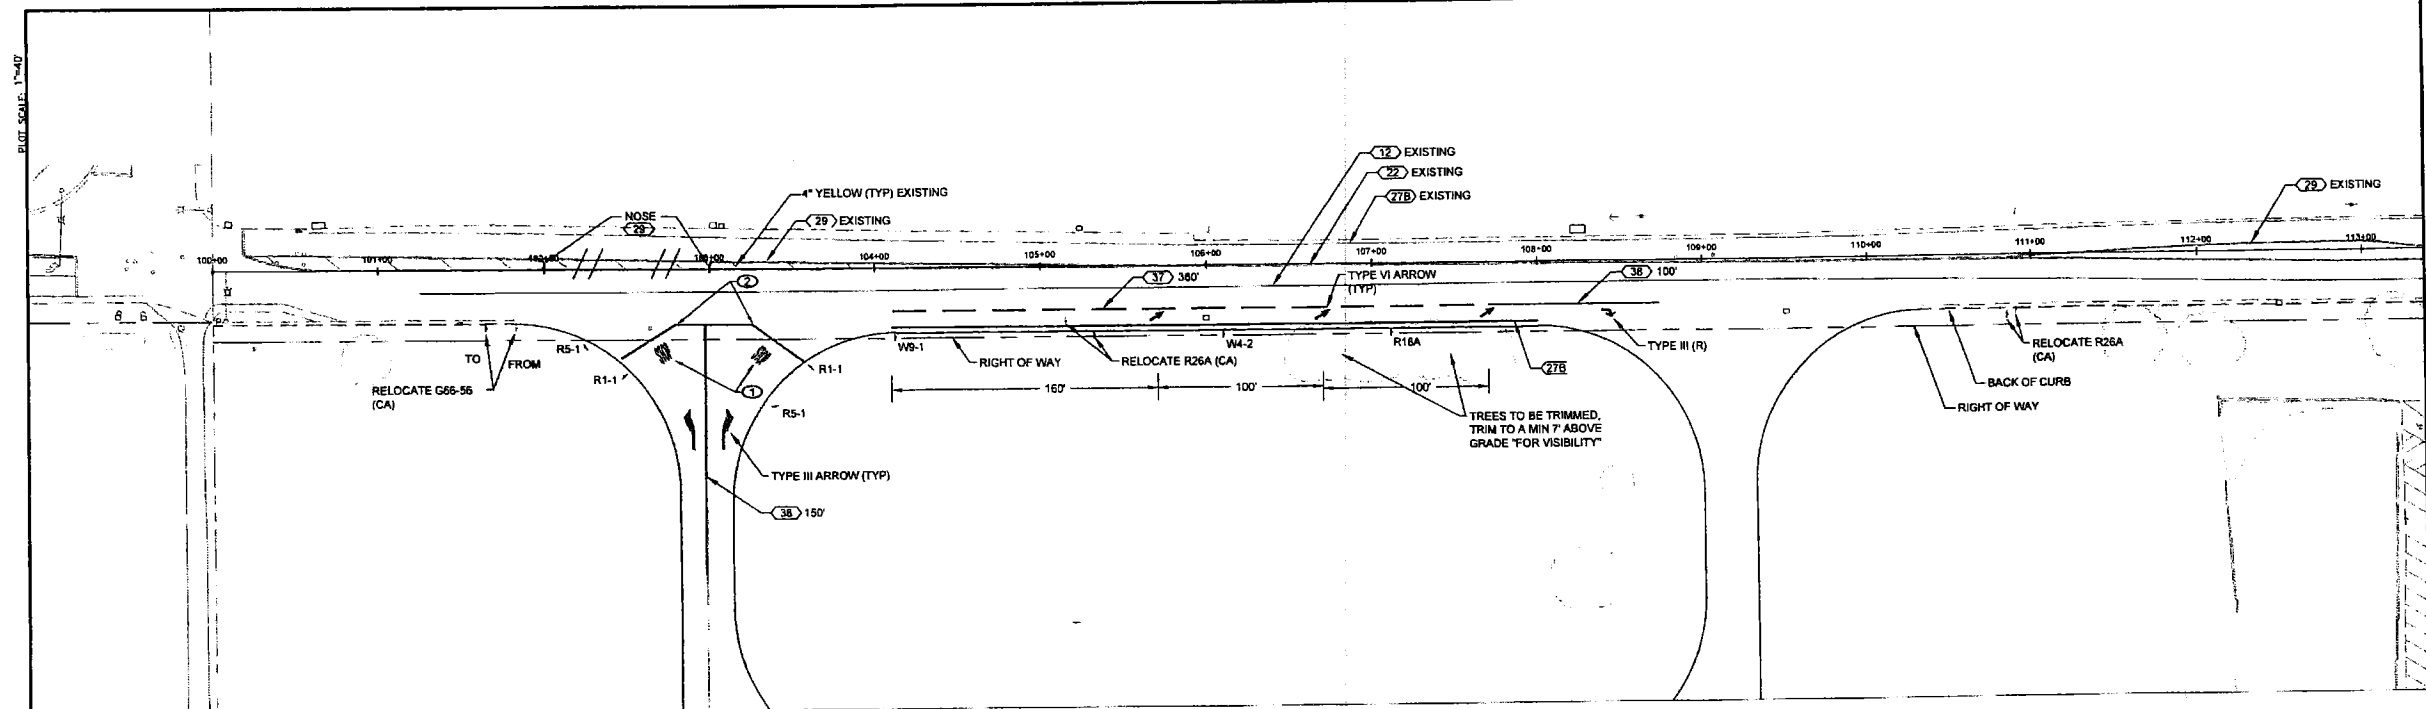 PLOT SCALE: 1"=40'
12 EXISTING
22 EXISTING
27B EXISTING
29 EXISTING
4" YELLOW (TYP) EXISTING
NOSE
29
29 EXISTING
100+00
101+00
102+00
103+00
104+00
105+00
106+00
107+00
108+00
109+00
110+00
111+00
112+00
113+00
2
37 360'
TYPE VI ARROW
(TYP)
38 100'
TO
FROM
RELOCATE G66-56
(CA)
R5-1
R1-1
R1-1
R5-1
1
W9-1
RIGHT OF WAY
RELOCATE R26A (CA)
W4-2
R18A
27B
TYPE III (R)
RELOCATE R26A
(CA)
BACK OF CURB
RIGHT OF WAY
160'
100'
100'
TREES TO BE TRIMMED,
TRIM TO A MIN 7' ABOVE
GRADE "FOR VISIBILITY"
TYPE III ARROW (TYP)
38 150'